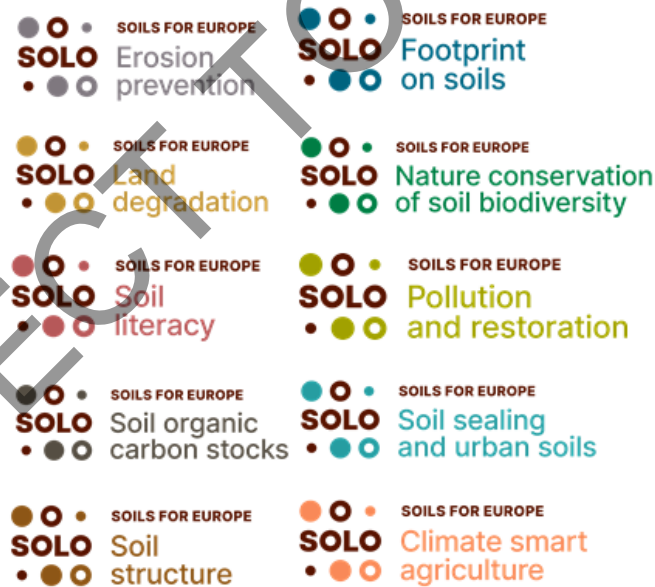 SOILS FOR EUROPE
SOLO Erosion
prevention
SOILS FOR EUROPE
SOLO Footprint
on soils
SOILS FOR EUROPE
SOLO Land
degradation
SOILS FOR EUROPE
SOLO Nature conservation
of soil biodiversity
SOILS FOR EUROPE
SOLO Soil
literacy
SOILS FOR EUROPE
SOLO Pollution
and restoration
SOILS FOR EUROPE
SOLO Soil organic
carbon stocks
SOILS FOR EUROPE
SOLO Soil sealing
and urban soils
SOILS FOR EUROPE
SOLO Soil
structure
SOILS FOR EUROPE
SOLO Climate smart
agriculture
ECT TO